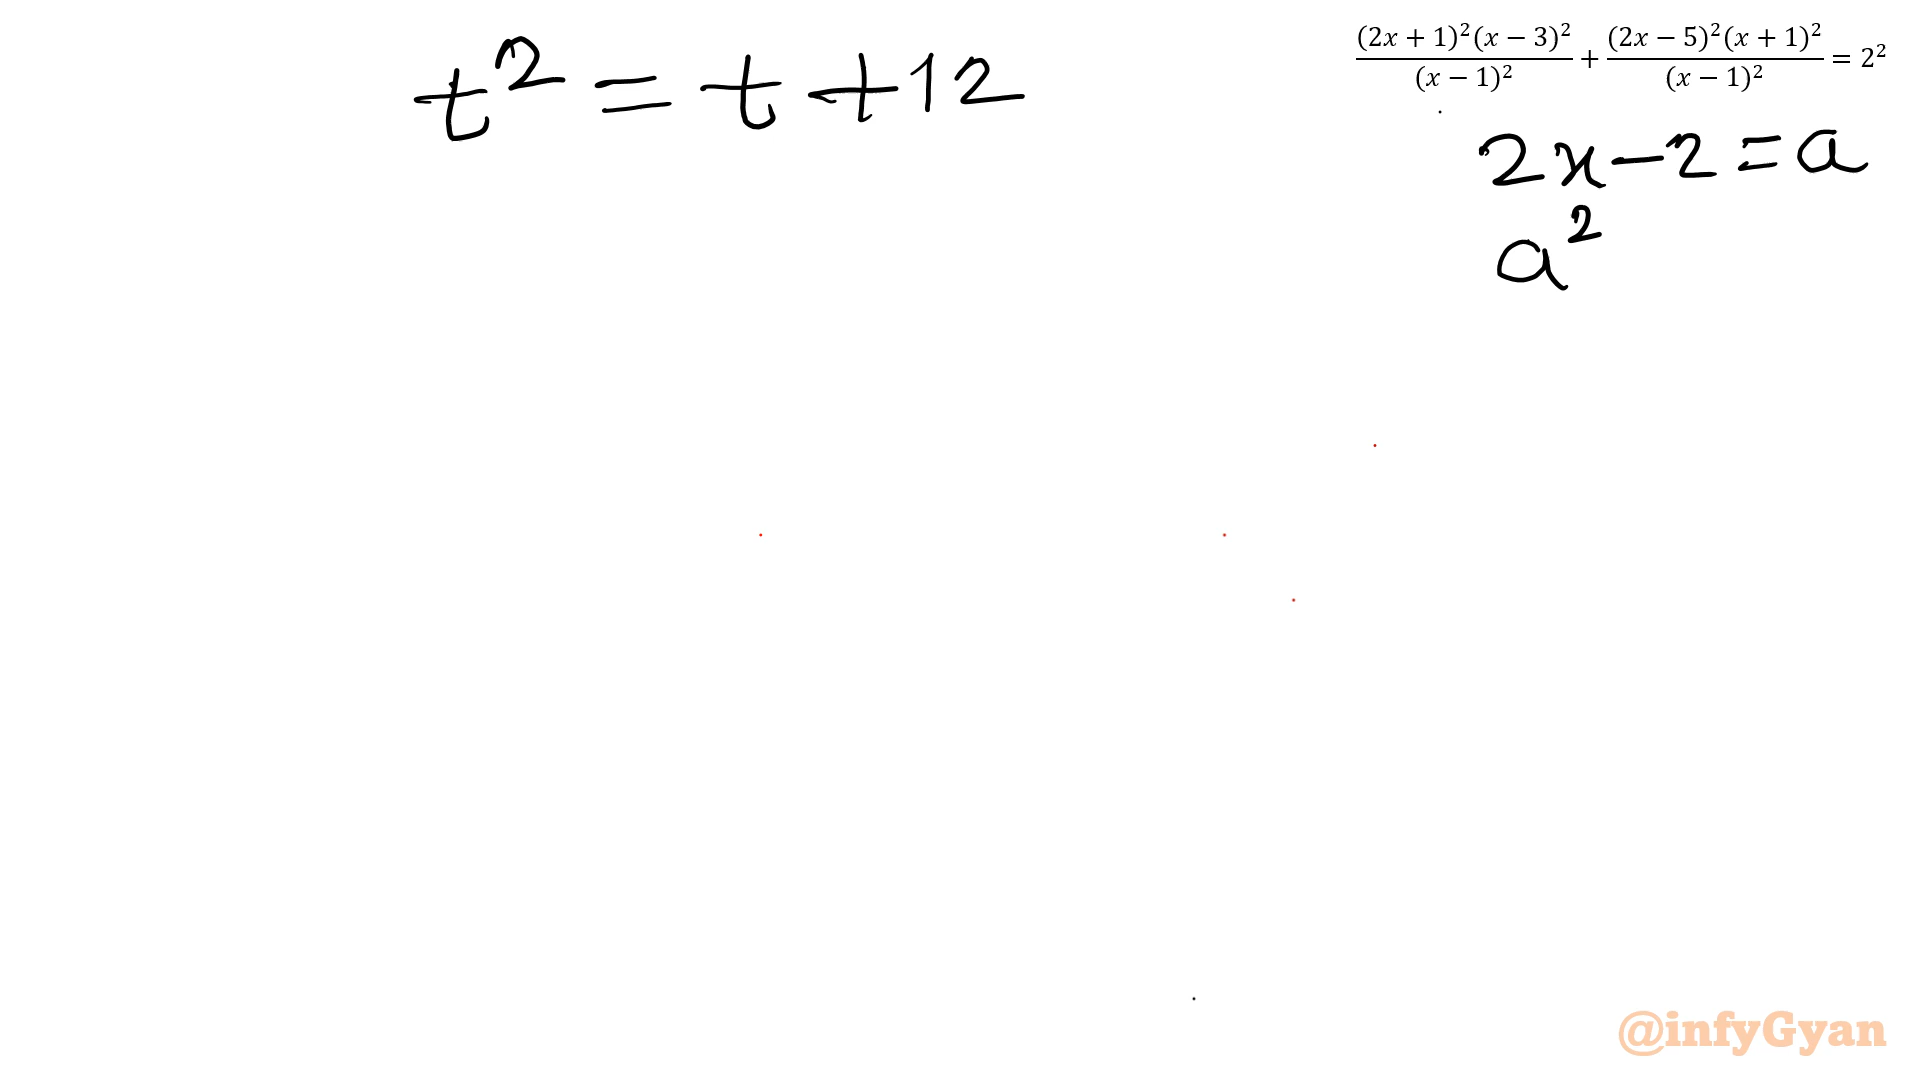 t² = t + 12
(2x + 1)²(x − 3)²/(x − 1)² + (2x − 5)²(x + 1)²/(x − 1)² = 2²
2x − 2 = a
a²
@infyGyan